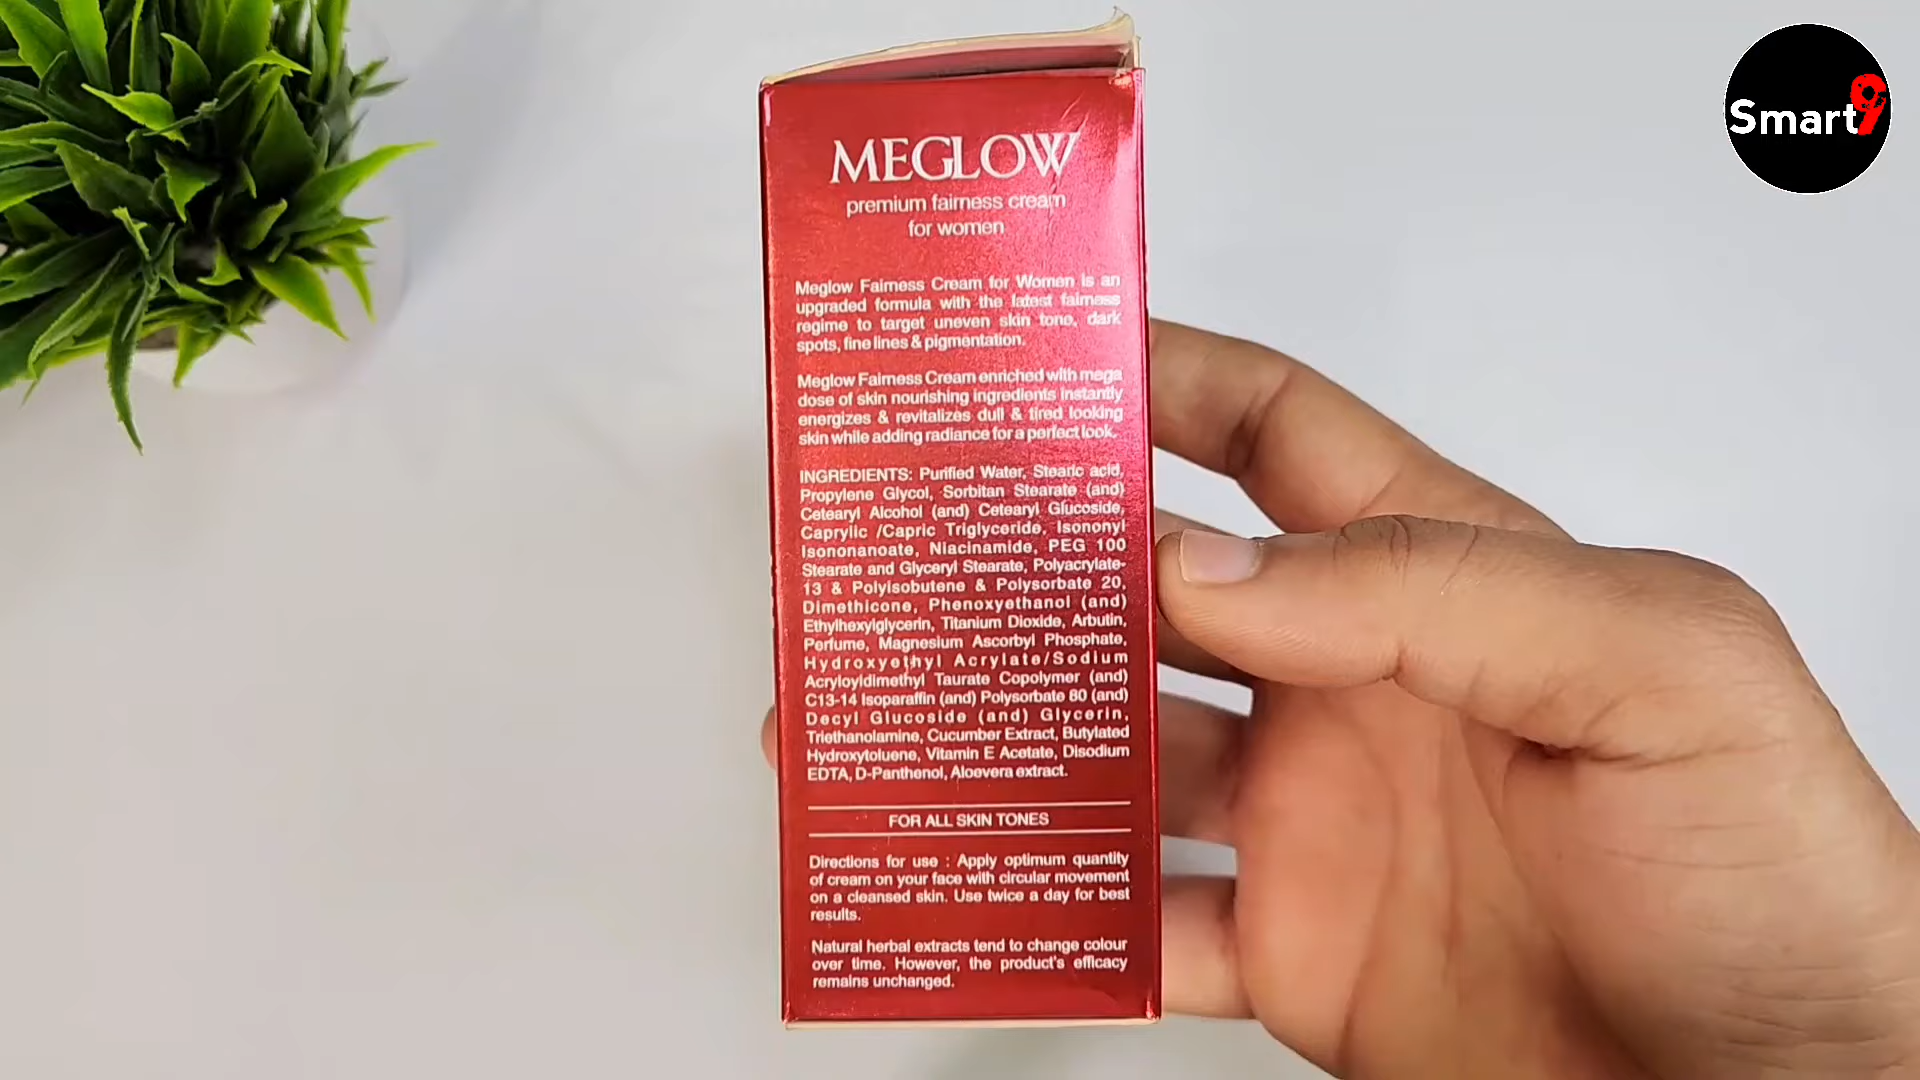 Smart9
MEGLOW
premium fairness cream
for women
Meglow Fairness Cream for Women is an
upgraded formula with the latest fairness
regime to target uneven skin tone, dark
spots, fine lines & pigmentation.
Meglow Fairness Cream enriched with mega
dose of skin nourishing ingredients instantly
energizes & revitalizes dull & tired looking
skin while adding radiance for a perfect look.
INGREDIENTS: Purified Water, Stearic acid,
Propylene Glycol, Sorbitan Stearate (and)
Cetearyl Alcohol (and) Cetearyl Glucoside,
Caprylic /Capric Triglyceride, Isononyl
Isononanoate, Niacinamide, PEG 100
Stearate and Glyceryl Stearate, Polyacrylate-
13 & Polyisobutene & Polysorbate 20,
Dimethicone, Phenoxyethanol (and)
Ethylhexylglycerin, Titanium Dioxide, Arbutin,
Perfume, Magnesium Ascorbyl Phosphate,
Hydroxyethyl Acrylate/Sodium
Acryloyldimethyl Taurate Copolymer (and)
C13-14 Isoparaffin (and) Polysorbate 60 (and)
Decyl Glucoside (and) Glycerin,
Triethanolamine, Cucumber Extract, Butylated
Hydroxytoluene, Vitamin E Acetate, Disodium
EDTA, D-Panthenol, Aloevera extract.
FOR ALL SKIN TONES
Directions for use : Apply optimum quantity
of cream on your face with circular movement
on a cleansed skin. Use twice a day for best
results.
Natural herbal extracts tend to change colour
over time. However, the product's efficacy
remains unchanged.